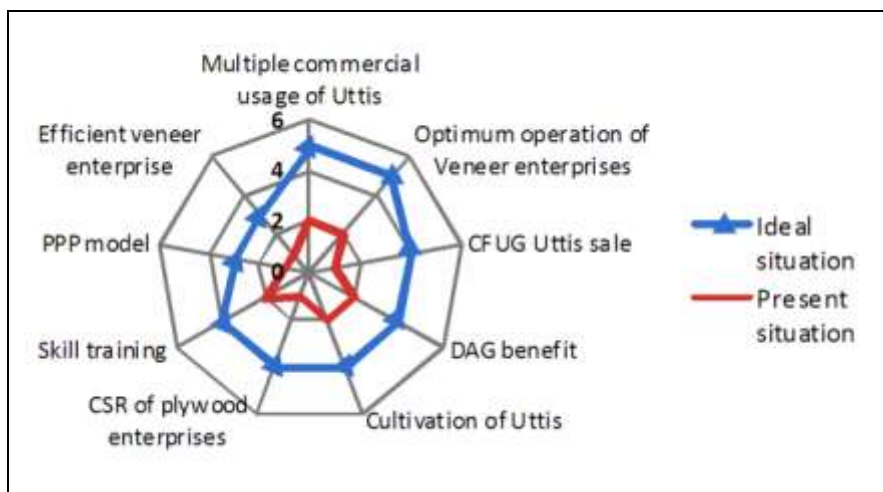 Multiple commercial
usage of Uttis
6
Efficient veneer
enterprise
Optimum operation of
Veneer enterprises
4
2
PPP model
CFUG Uttis sale
0
Ideal
situation
Present
situation
Skill training
DAG benefit
CSR of plywood
enterprises
Cultivation of Uttis